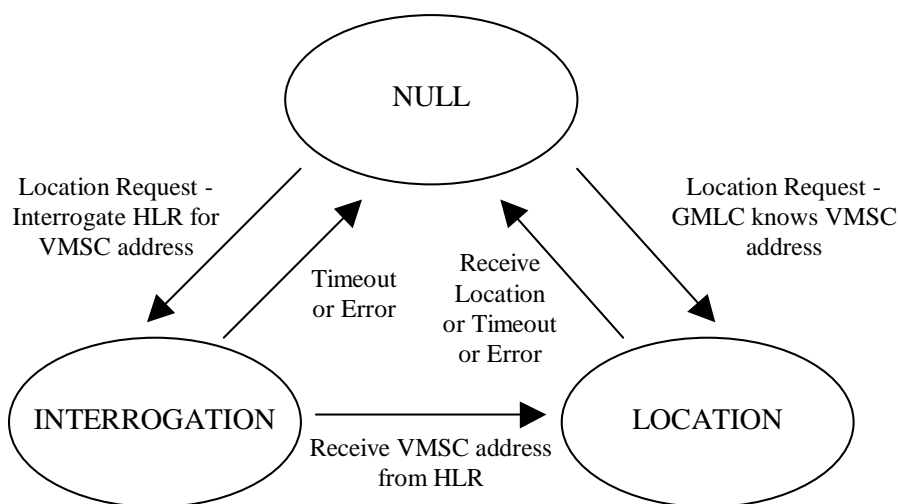 NULL
Location Request -
Interrogate HLR for
VMSC address
Location Request -
GMLC knows VMSC
address
Timeout
or Error
Receive
Location
or Timeout
or Error
INTERROGATION
LOCATION
Receive VMSC address
from HLR